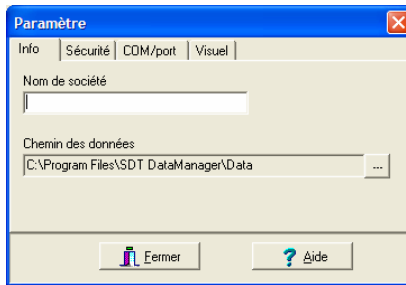 Paramètre
Info Sécurité COM/port Visuel
Nom de société
Chemin des données
C:\Program Files\SDT DataManager\Data ...
Fermer Aide